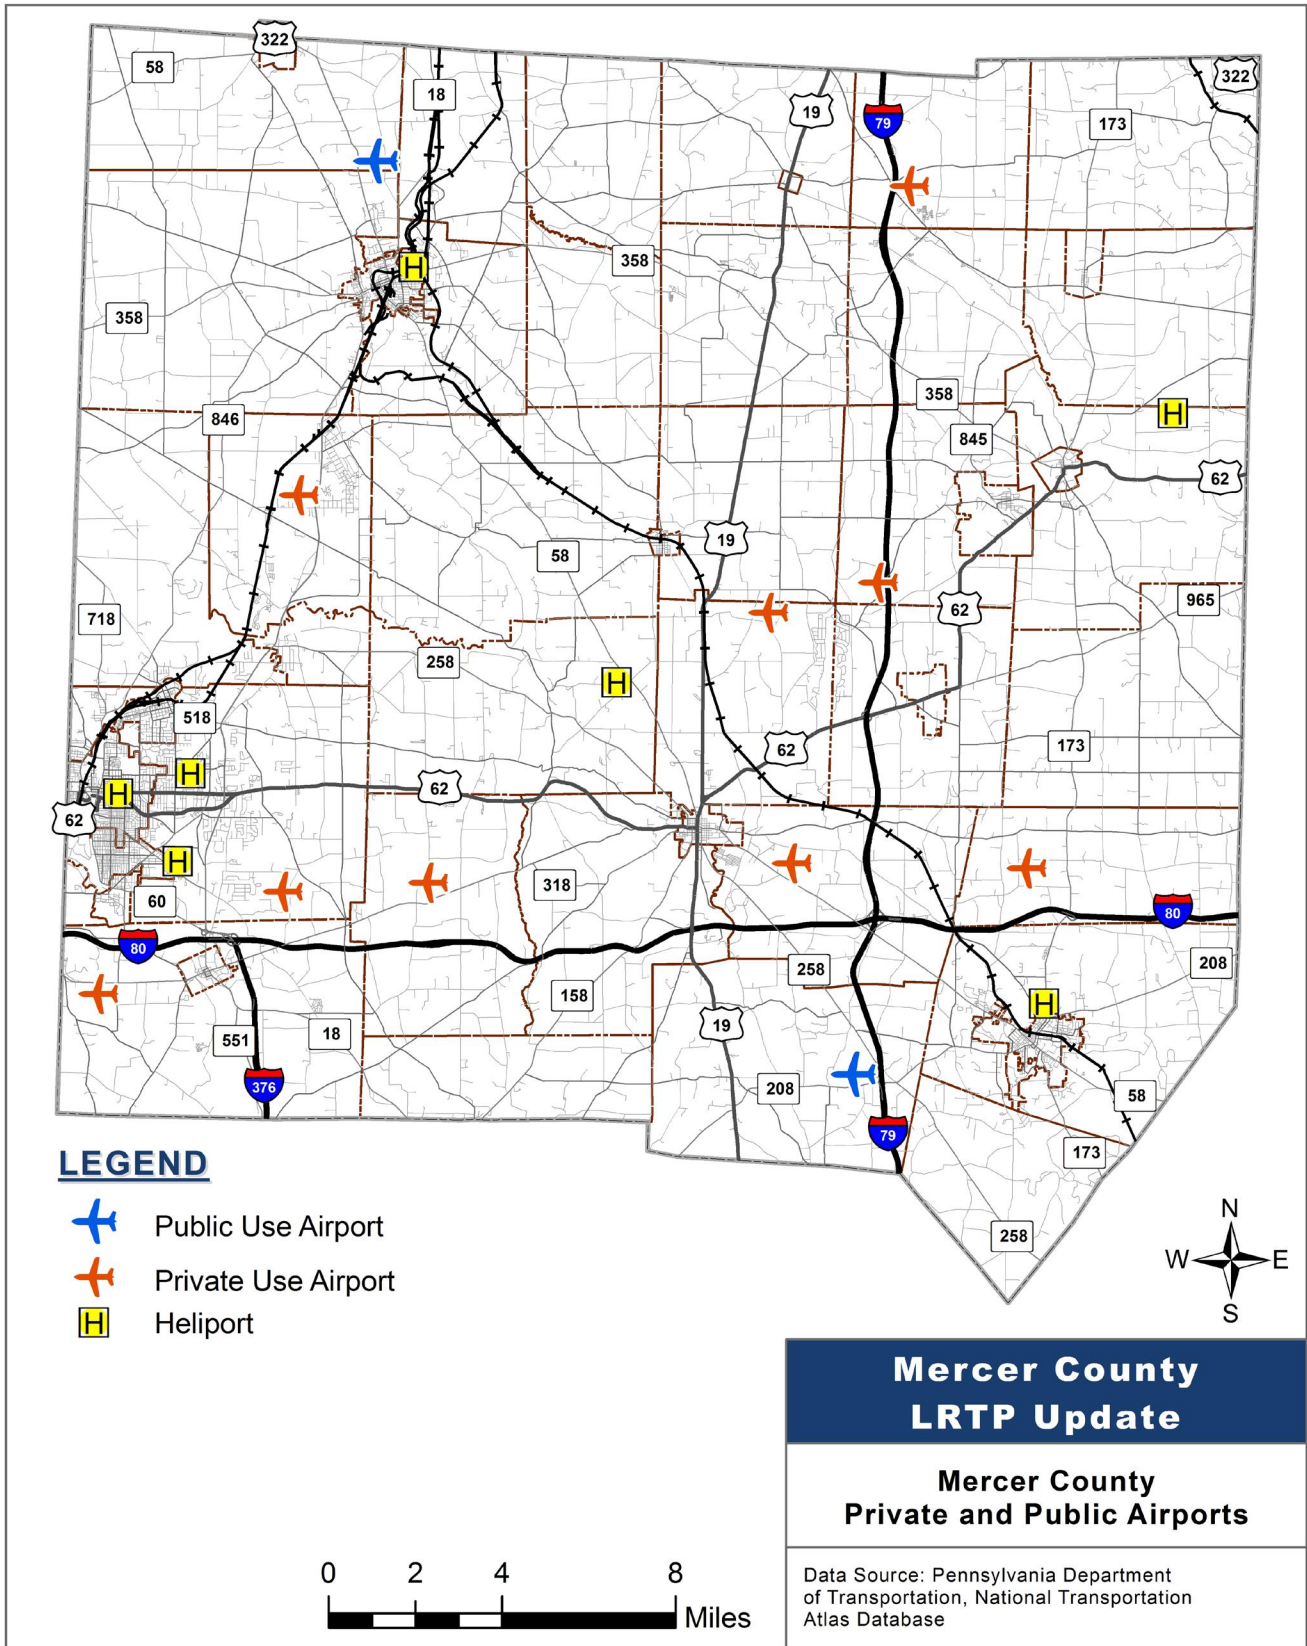 322
58
18
19
79
322
173
358
358
846
358
845
62
19
58
718
965
62
258
518
62
173
62
62
318
60
80
80
258
208
158
19
551
18
376
208
58
79
173
258
H
H
H
H
H
H
H
LEGEND
Public Use Airport
Private Use Airport
H Heliport
N
W E
S
Mercer County
LRTP Update
Mercer County
Private and Public Airports
0 2 4 8
Miles
Data Source: Pennsylvania Department
of Transportation, National Transportation
Atlas Database